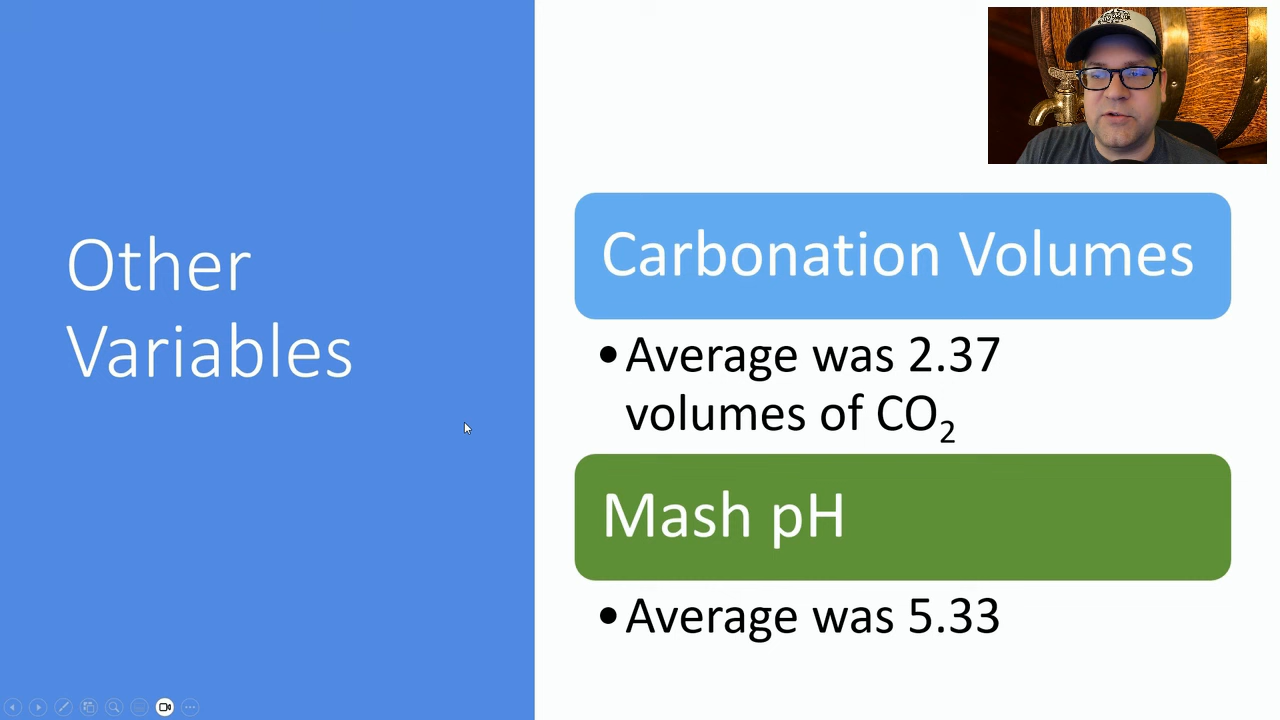 Other
Variables
Carbonation Volumes
•Average was 2.37
volumes of CO₂
Mash pH
•Average was 5.33